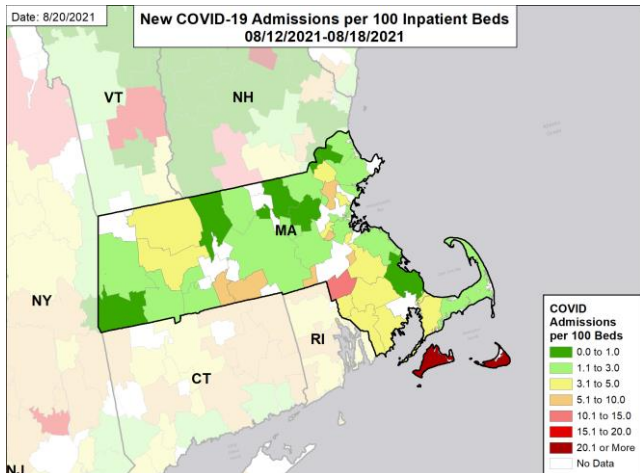 Date: 8/20/2021
New COVID-19 Admissions per 100 Inpatient Beds
08/12/2021-08/18/2021
VT
NH
MA
NY
CT
RI
NJ
COVID
Admissions
per 100 Beds
0.0 to 1.0
1.1 to 3.0
3.1 to 5.0
5.1 to 10.0
10.1 to 15.0
15.1 to 20.0
20.1 or More
No Data